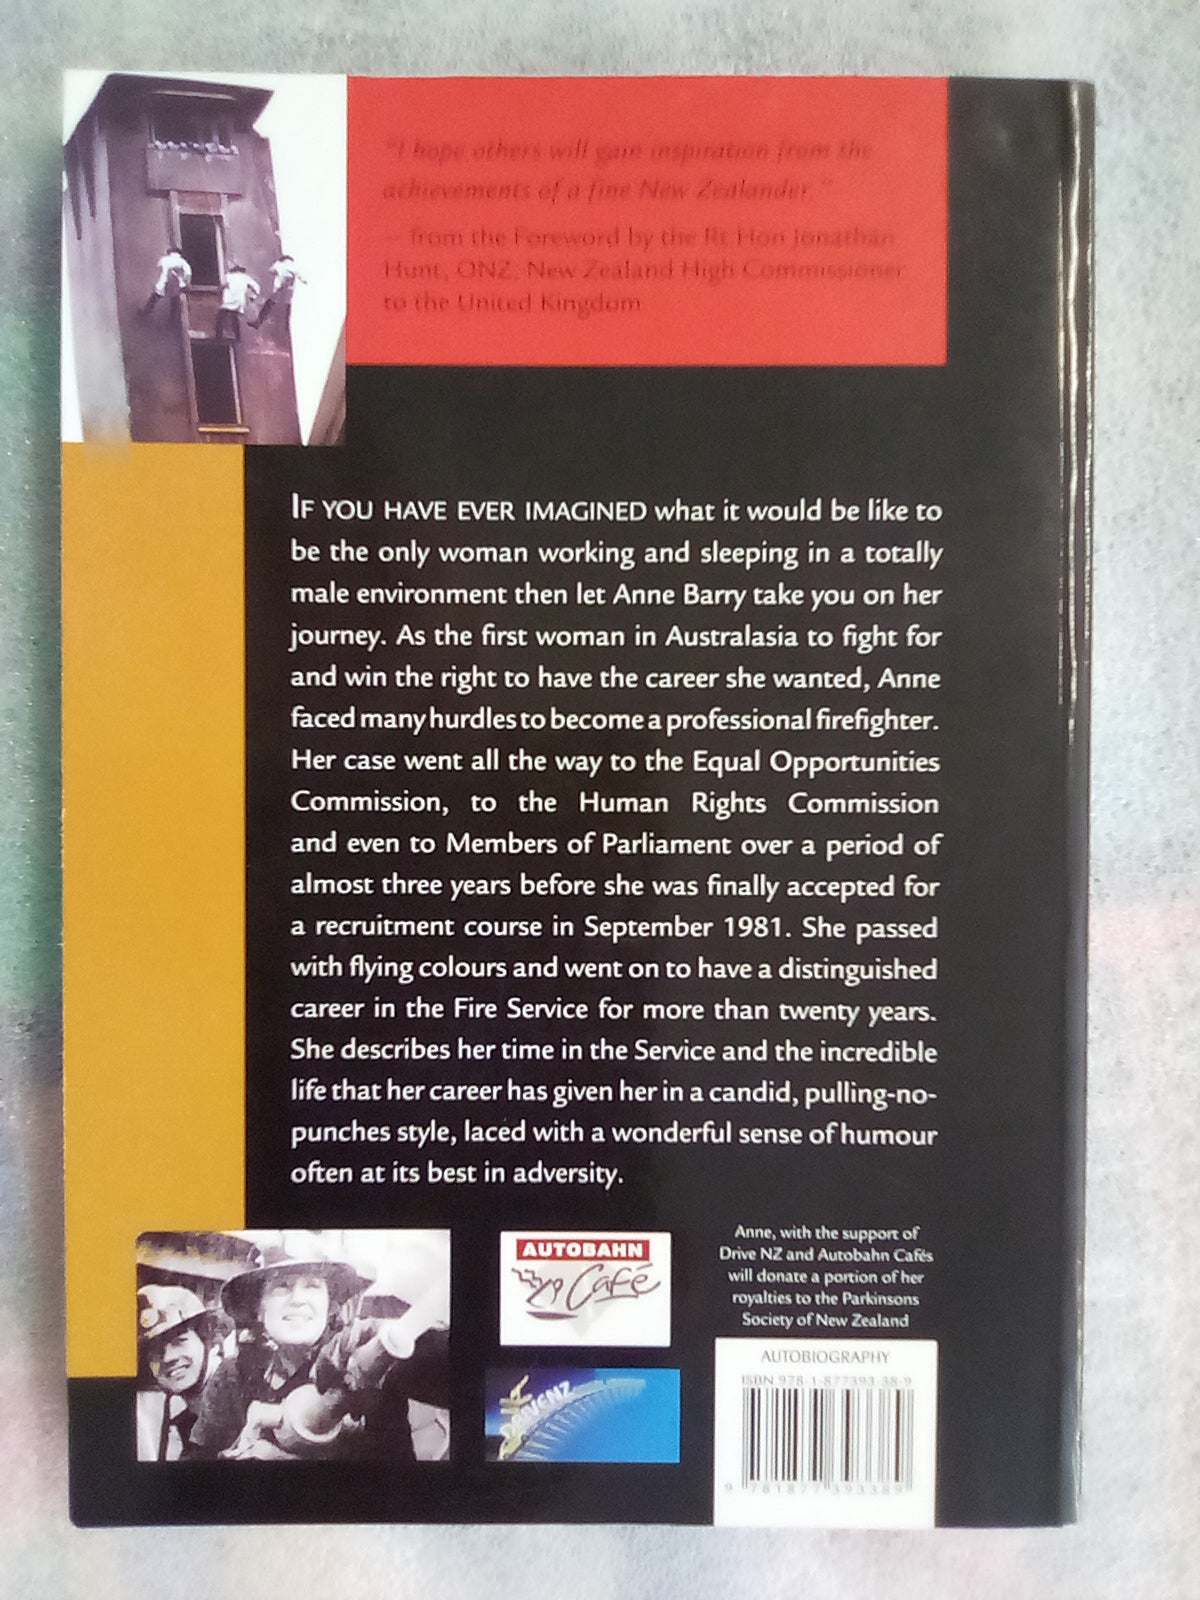 "I hope others will gain inspiration from the
achievements of a fine New Zealander."
– from the Foreword by the Rt Hon Jonathan
Hunt, ONZ, New Zealand High Commissioner
to the United Kingdom
IF YOU HAVE EVER IMAGINED what it would be like to
be the only woman working and sleeping in a totally
male environment then let Anne Barry take you on her
journey. As the first woman in Australasia to fight for
and win the right to have the career she wanted, Anne
faced many hurdles to become a professional firefighter.
Her case went all the way to the Equal Opportunities
Commission, to the Human Rights Commission
and even to Members of Parliament over a period of
almost three years before she was finally accepted for
a recruitment course in September 1981. She passed
with flying colours and went on to have a distinguished
career in the Fire Service for more than twenty years.
She describes her time in the Service and the incredible
life that her career has given her in a candid, pulling-no-
punches style, laced with a wonderful sense of humour
often at its best in adversity.
AUTOBAHN
Café
DRIVENZ
Anne, with the support of
Drive NZ and Autobahn Cafés
will donate a portion of her
royalties to the Parkinsons
Society of New Zealand
AUTOBIOGRAPHY
ISBN 978-1-877393-38-9
9 781877 393389